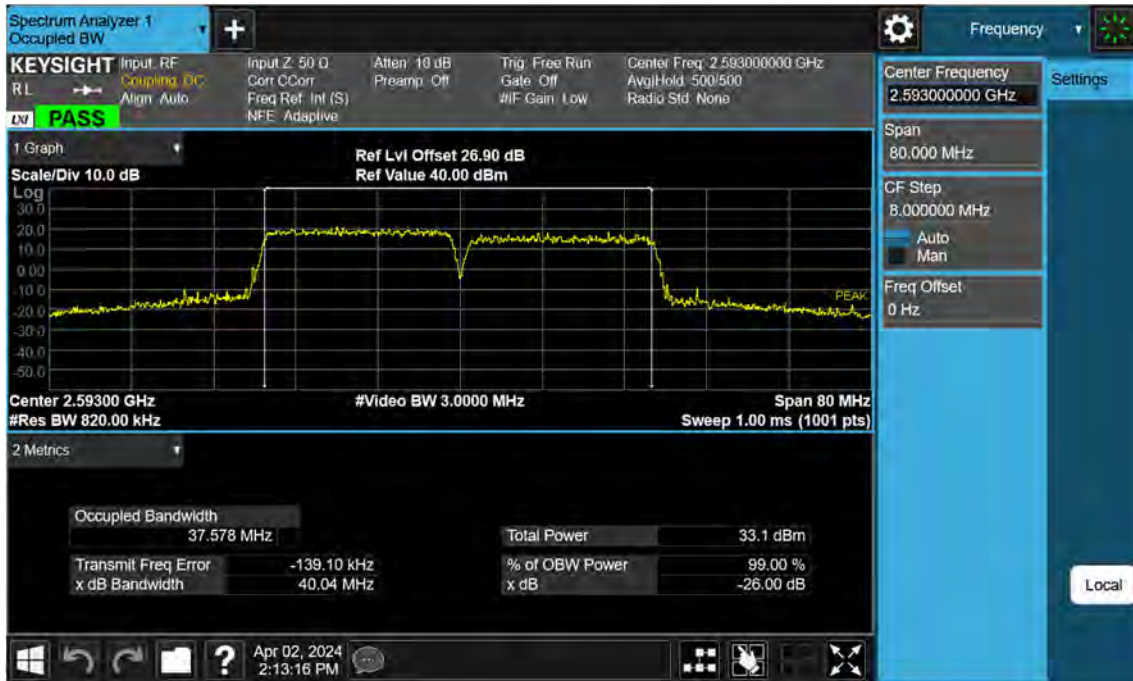 Spectrum Analyzer 1
Occupied BW
+
Frequency
KEYSIGHT
RL
LXI PASS
Input: RF
Coupling: DC
Align: Auto
Input Z: 50 Ω
Corr CCorr
Freq Ref: Int (S)
NFE: Adaptive
Atten: 10 dB
Preamp: Off
Trig: Free Run
Gate: Off
#IF Gain: Low
Center Freq: 2.593000000 GHz
Avg|Hold: 500/500
Radio Std: None
1 Graph
Scale/Div 10.0 dB
Ref Lvl Offset 26.90 dB
Ref Value 40.00 dBm
Log
30.0
20.0
10.0
0.00
-10.0
-20.0
-30.0
-40.0
-50.0
PEAK
Center 2.59300 GHz
#Res BW 820.00 kHz
#Video BW 3.0000 MHz
Span 80 MHz
Sweep 1.00 ms (1001 pts)
2 Metrics
Occupied Bandwidth
37.578 MHz
Transmit Freq Error -139.10 kHz
x dB Bandwidth 40.04 MHz
Total Power 33.1 dBm
% of OBW Power 99.00 %
x dB -26.00 dB
Center Frequency
2.593000000 GHz
Span
80.000 MHz
CF Step
8.000000 MHz
Auto
Man
Freq Offset
0 Hz
Settings
Local
?
Apr 02, 2024
2:13:16 PM